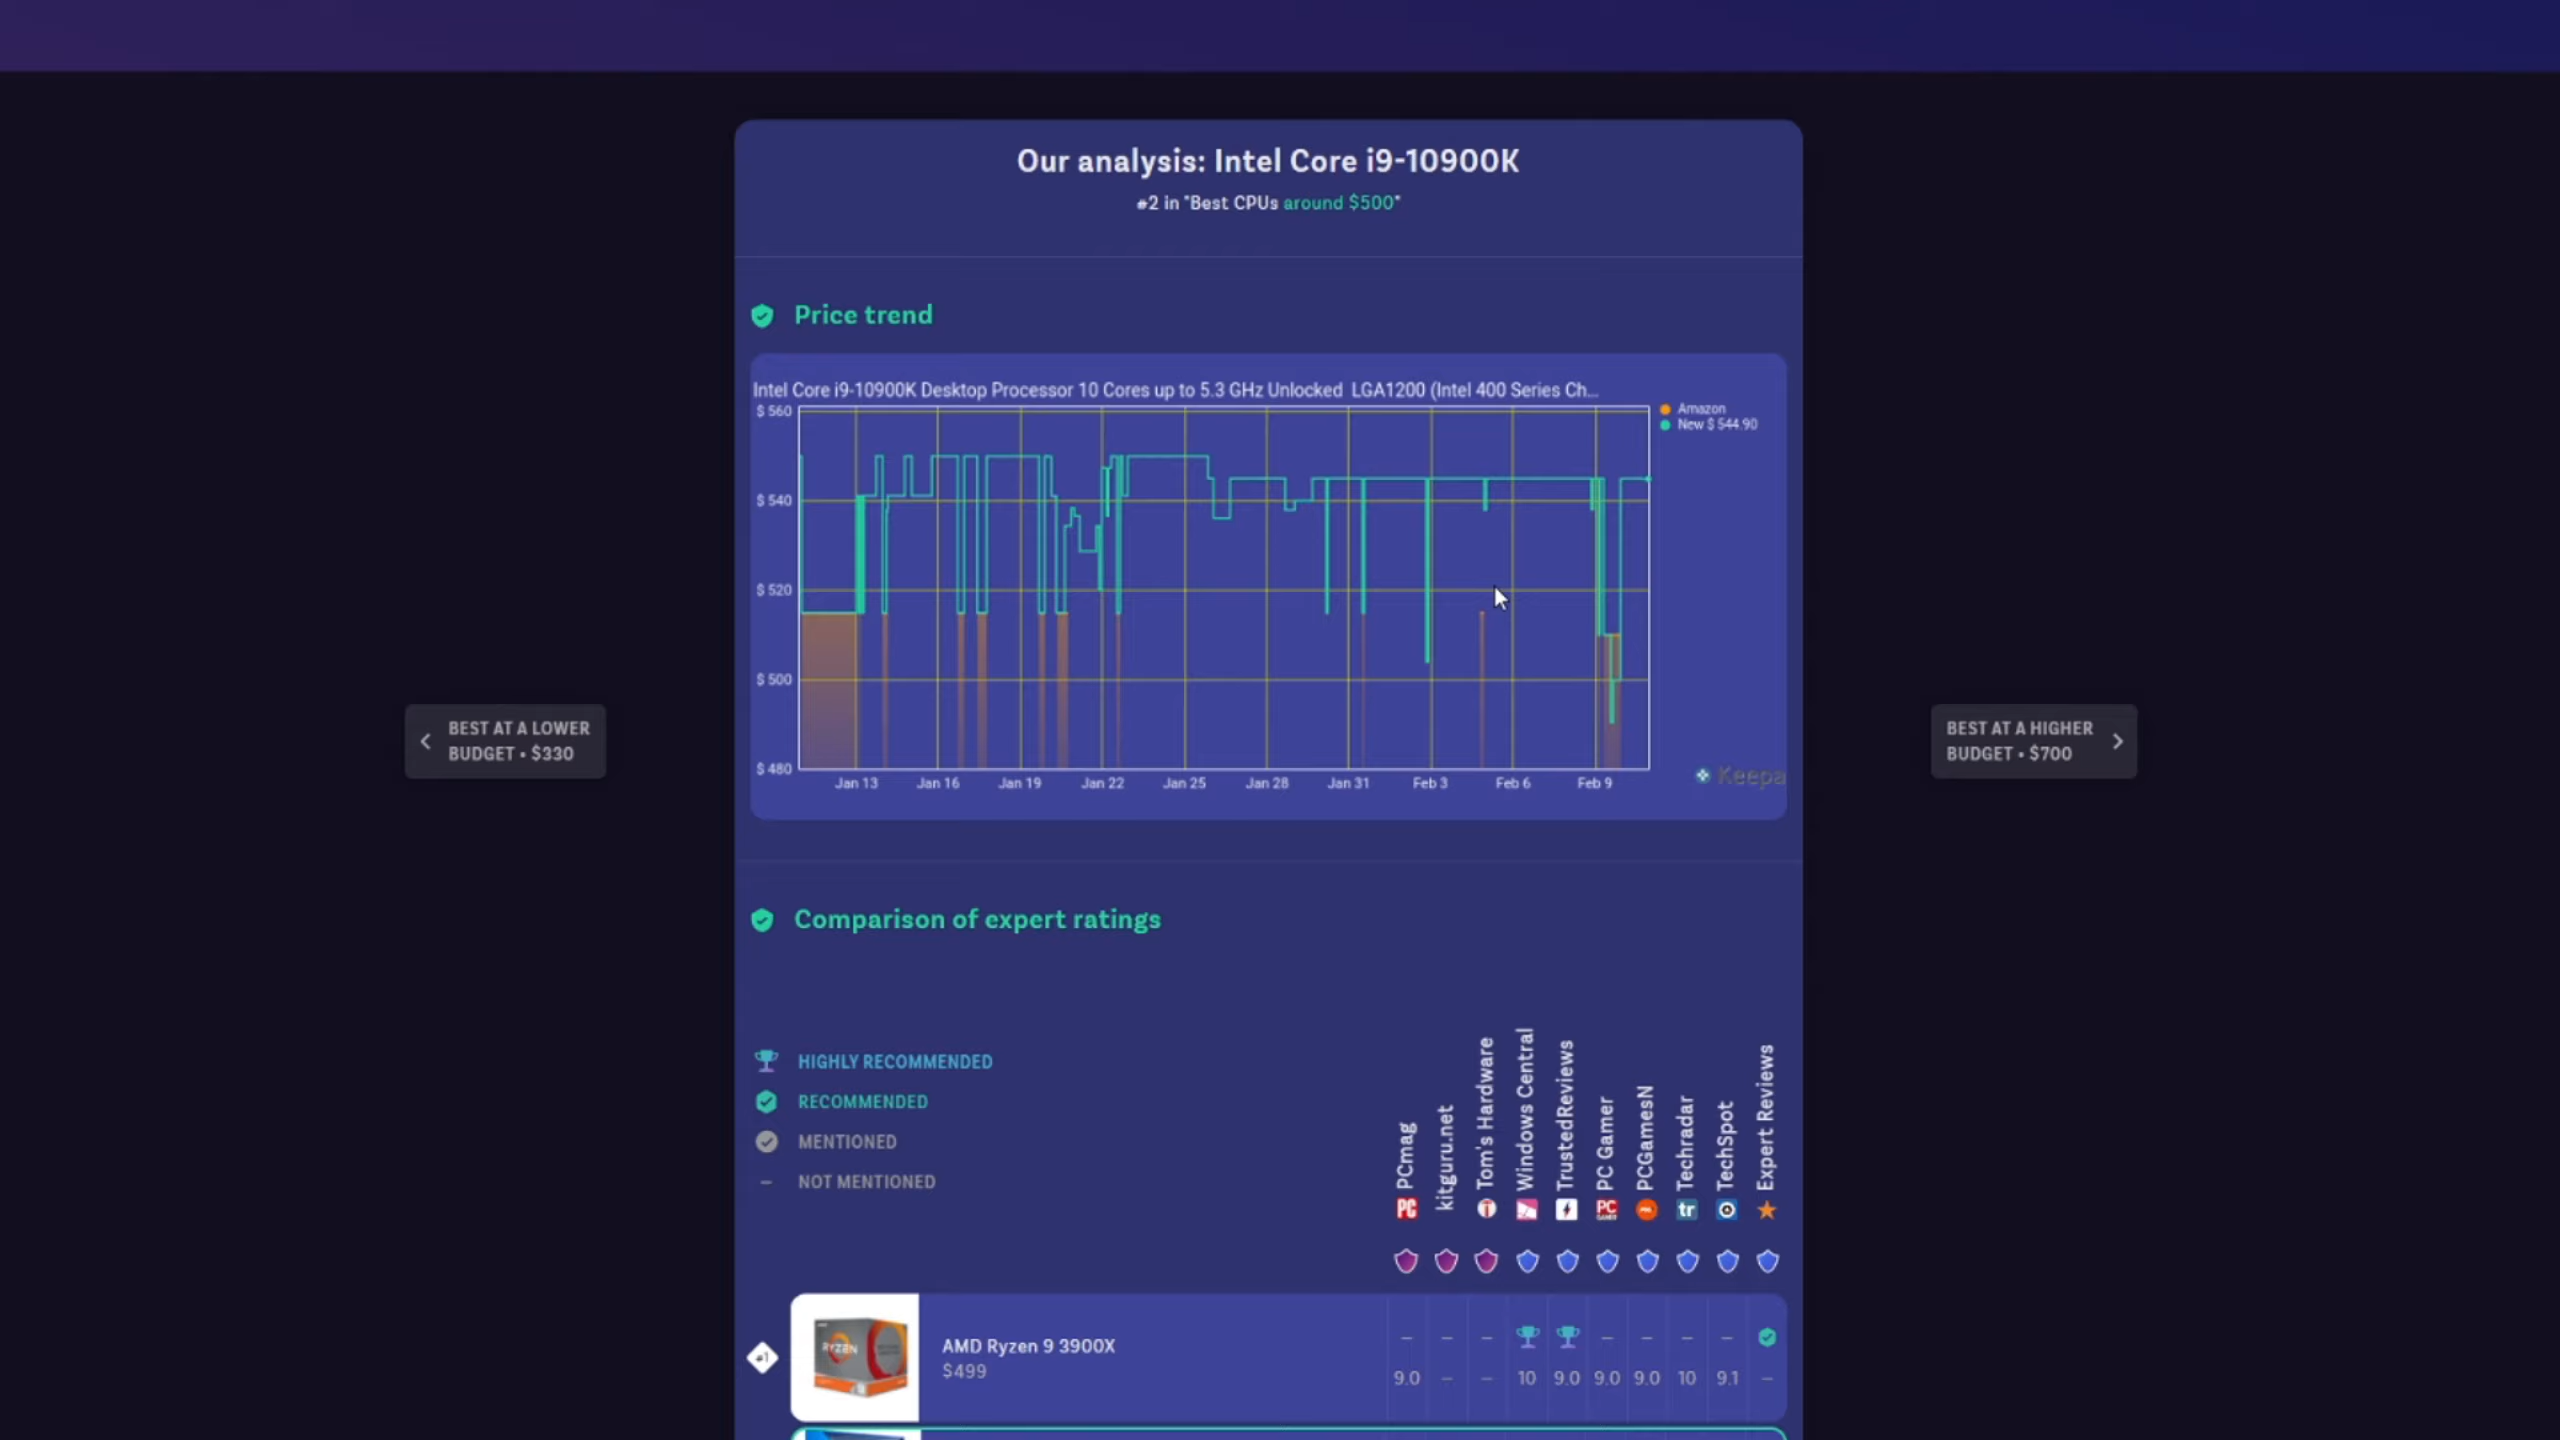 Our analysis: Intel Core i9-10900K
#2 in "Best CPUs around $500"
Price trend
Intel Core i9-10900K Desktop Processor 10 Cores up to 5.3 GHz Unlocked LGA1200 (Intel 400 Series Ch...
Amazon
New $ 544.90
$ 560
$ 540
$ 520
$ 500
$ 480
Jan 13 Jan 16 Jan 19 Jan 22 Jan 25 Jan 28 Jan 31 Feb 3 Feb 6 Feb 9
Keepa
BEST AT A LOWER
BUDGET • $330
BEST AT A HIGHER
BUDGET • $700
Comparison of expert ratings
HIGHLY RECOMMENDED
RECOMMENDED
MENTIONED
NOT MENTIONED
PCmag
kitguru.net
Tom's Hardware
Windows Central
TrustedReviews
PC Gamer
PCGamesN
Techradar
TechSpot
Expert Reviews
PC
PC
tr
#1
RYZEN
AMD Ryzen 9 3900X
$499
– – – – – – –
9.0 – – 10 9.0 9.0 9.0 10 9.1 –